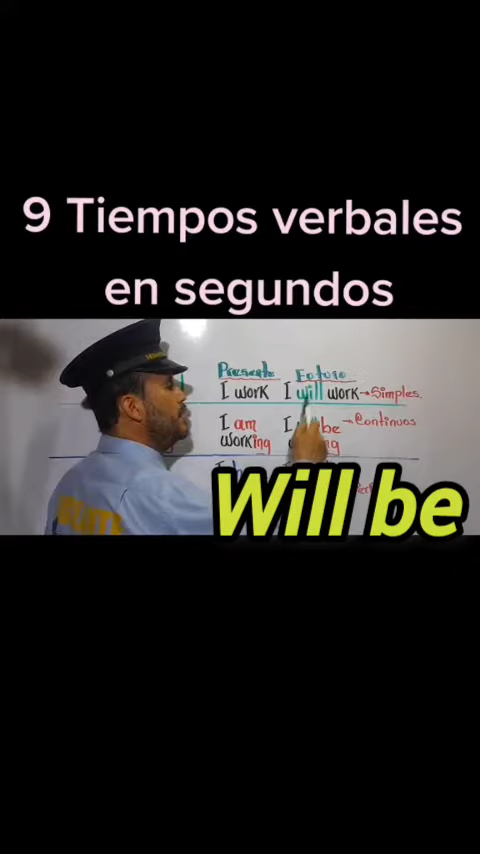 9 Tiempos verbales
en segundos
Presente Futuro
I work I will work → Simples.
I am be → Continuos
working
Will be